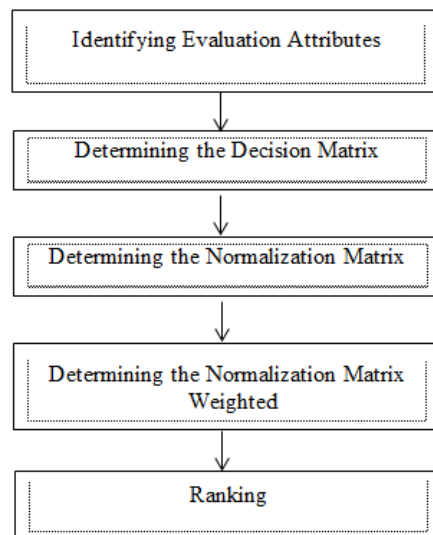 Identifying Evaluation Attributes
Determining the Decision Matrix
Determining the Normalization Matrix
Determining the Normalization Matrix
Weighted
Ranking